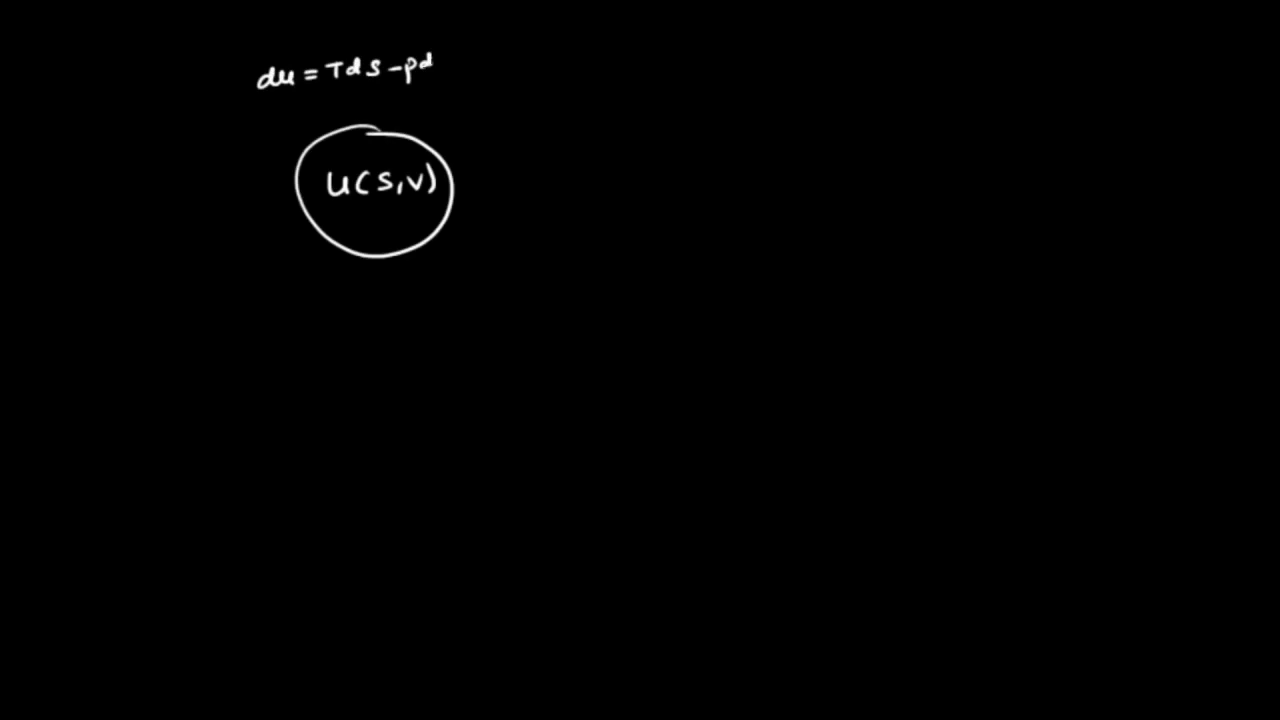 du = Tds - pd
u(s,v)